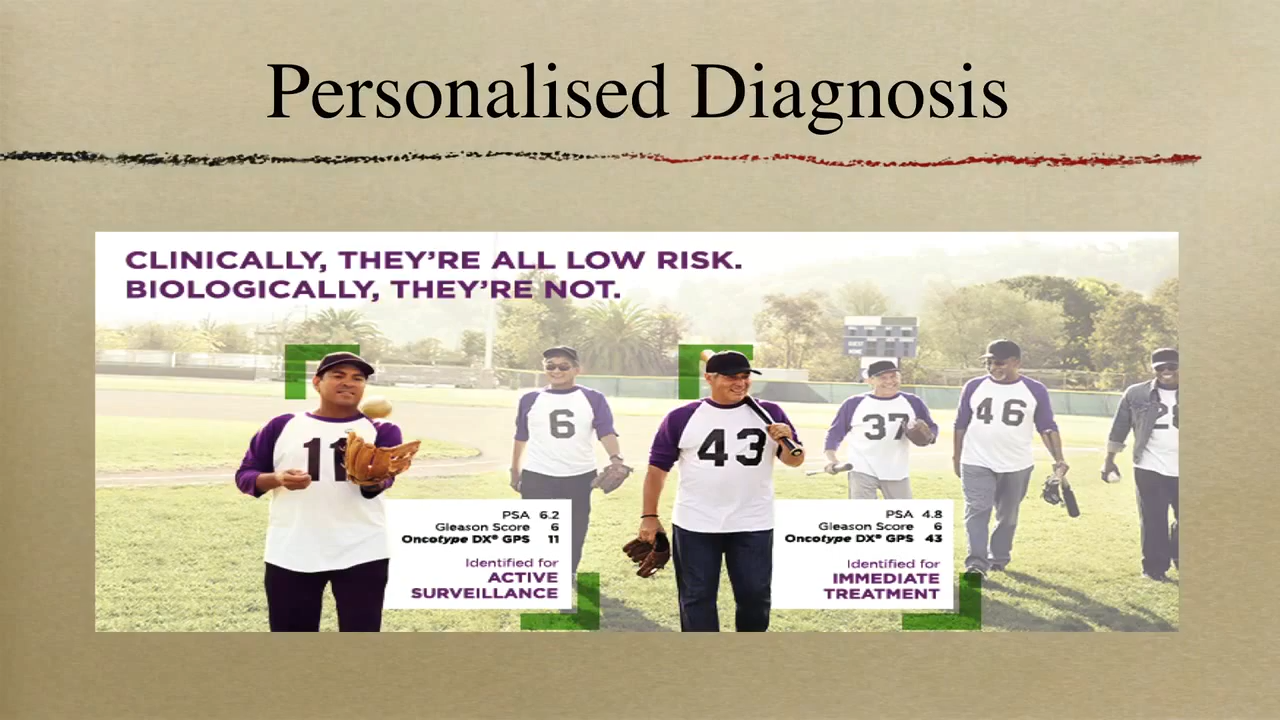 Personalised Diagnosis
CLINICALLY, THEY'RE ALL LOW RISK.
BIOLOGICALLY, THEY'RE NOT.
11
6
43
37
46
PSA 6.2
Gleason Score 6
Oncotype DX® GPS 11
Identified for
ACTIVE
SURVEILLANCE
PSA 4.8
Gleason Score 6
Oncotype DX® GPS 43
Identified for
IMMEDIATE
TREATMENT